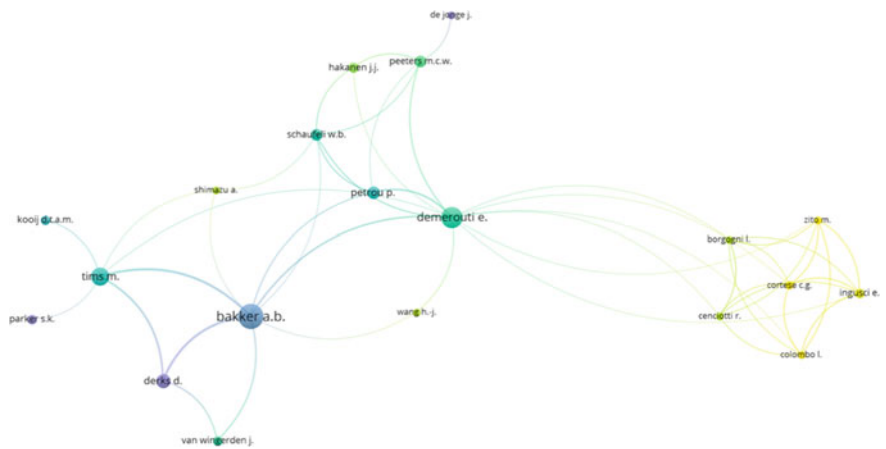 de jonge j.
hakanen j.j.
peeters m.c.w.
schaufeli w.b.
shimazu a.
petrou p.
demerouti e.
kooij d.t.a.m.
tims m.
parker s.k.
bakker a.b.
wang h.-j.
derks d.
van wingerden j.
zito m.
borgogni l.
cortese c.g.
ingusci e.
cenciotti r.
colombo l.